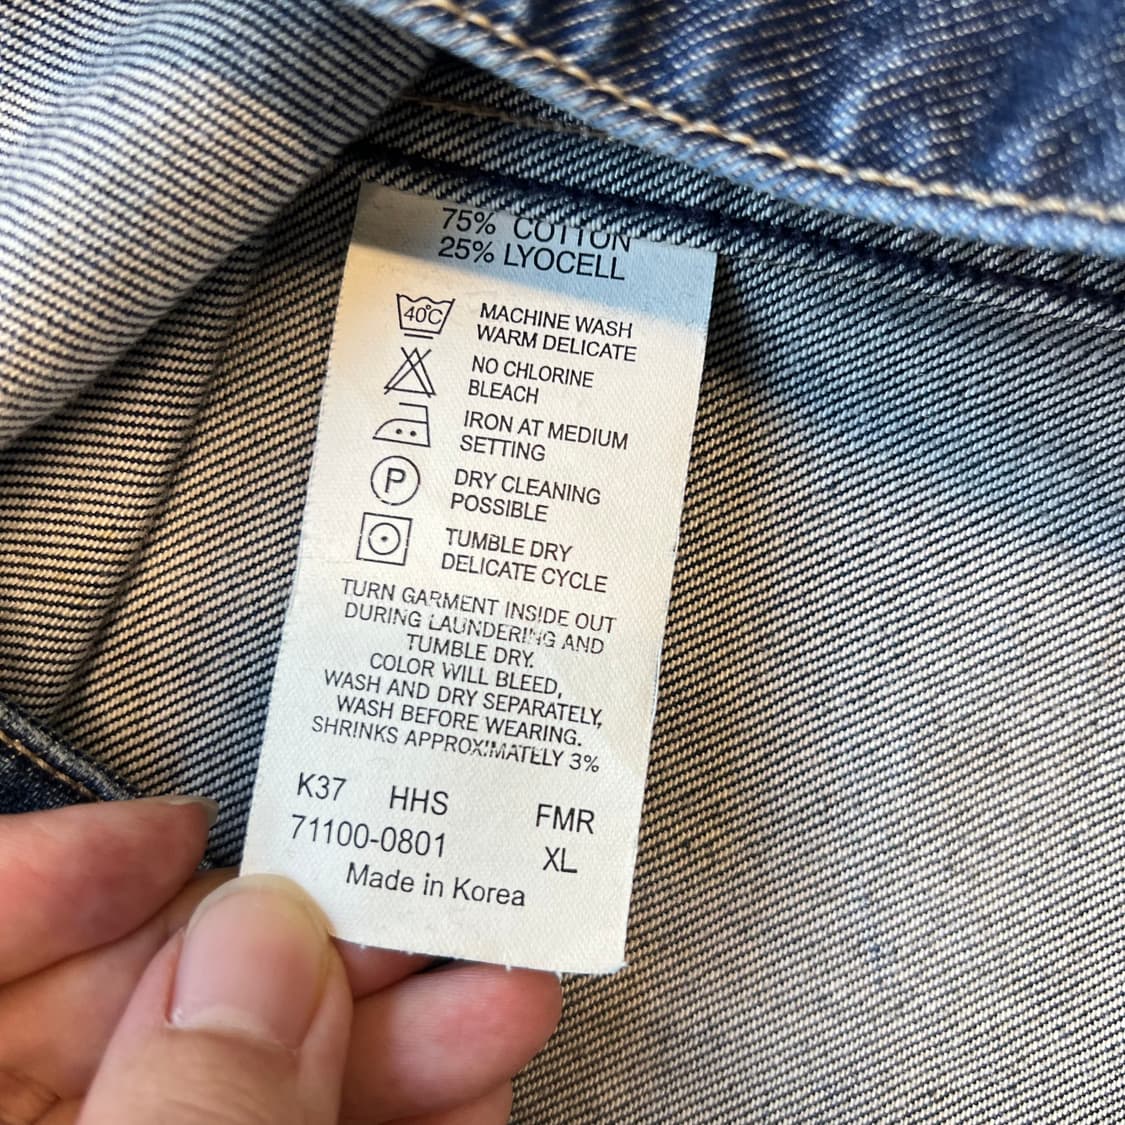 75% COTTON
25% LYOCELL
40°C MACHINE WASH
WARM DELICATE
NO CHLORINE
BLEACH
IRON AT MEDIUM
SETTING
P DRY CLEANING
POSSIBLE
TUMBLE DRY
DELICATE CYCLE
TURN GARMENT INSIDE OUT
DURING LAUNDERING AND
TUMBLE DRY.
COLOR WILL BLEED,
WASH AND DRY SEPARATELY,
WASH BEFORE WEARING.
SHRINKS APPROXIMATELY 3%
K37 HHS FMR
71100-0801 XL
Made in Korea